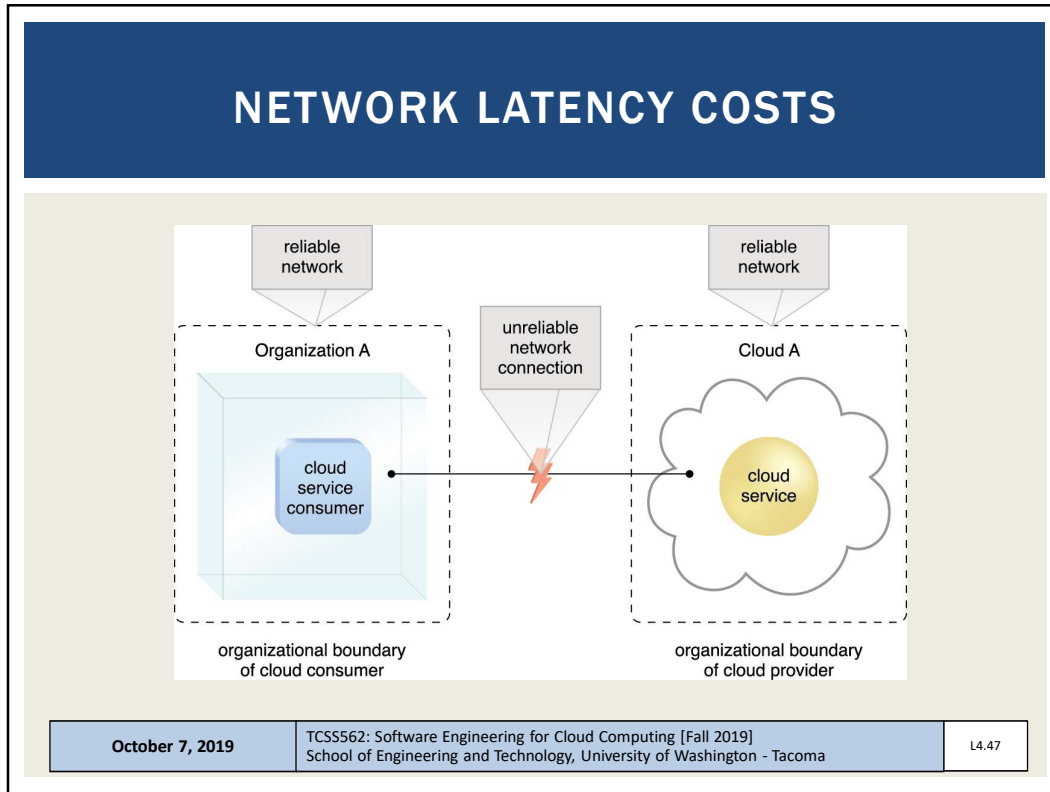 NETWORK LATENCY COSTS
reliable
network
reliable
network
unreliable
network
connection
Organization A
Cloud A
cloud
service
consumer
cloud
service
organizational boundary
of cloud consumer
organizational boundary
of cloud provider
October 7, 2019
TCSS562: Software Engineering for Cloud Computing [Fall 2019]
School of Engineering and Technology, University of Washington - Tacoma
L4.47